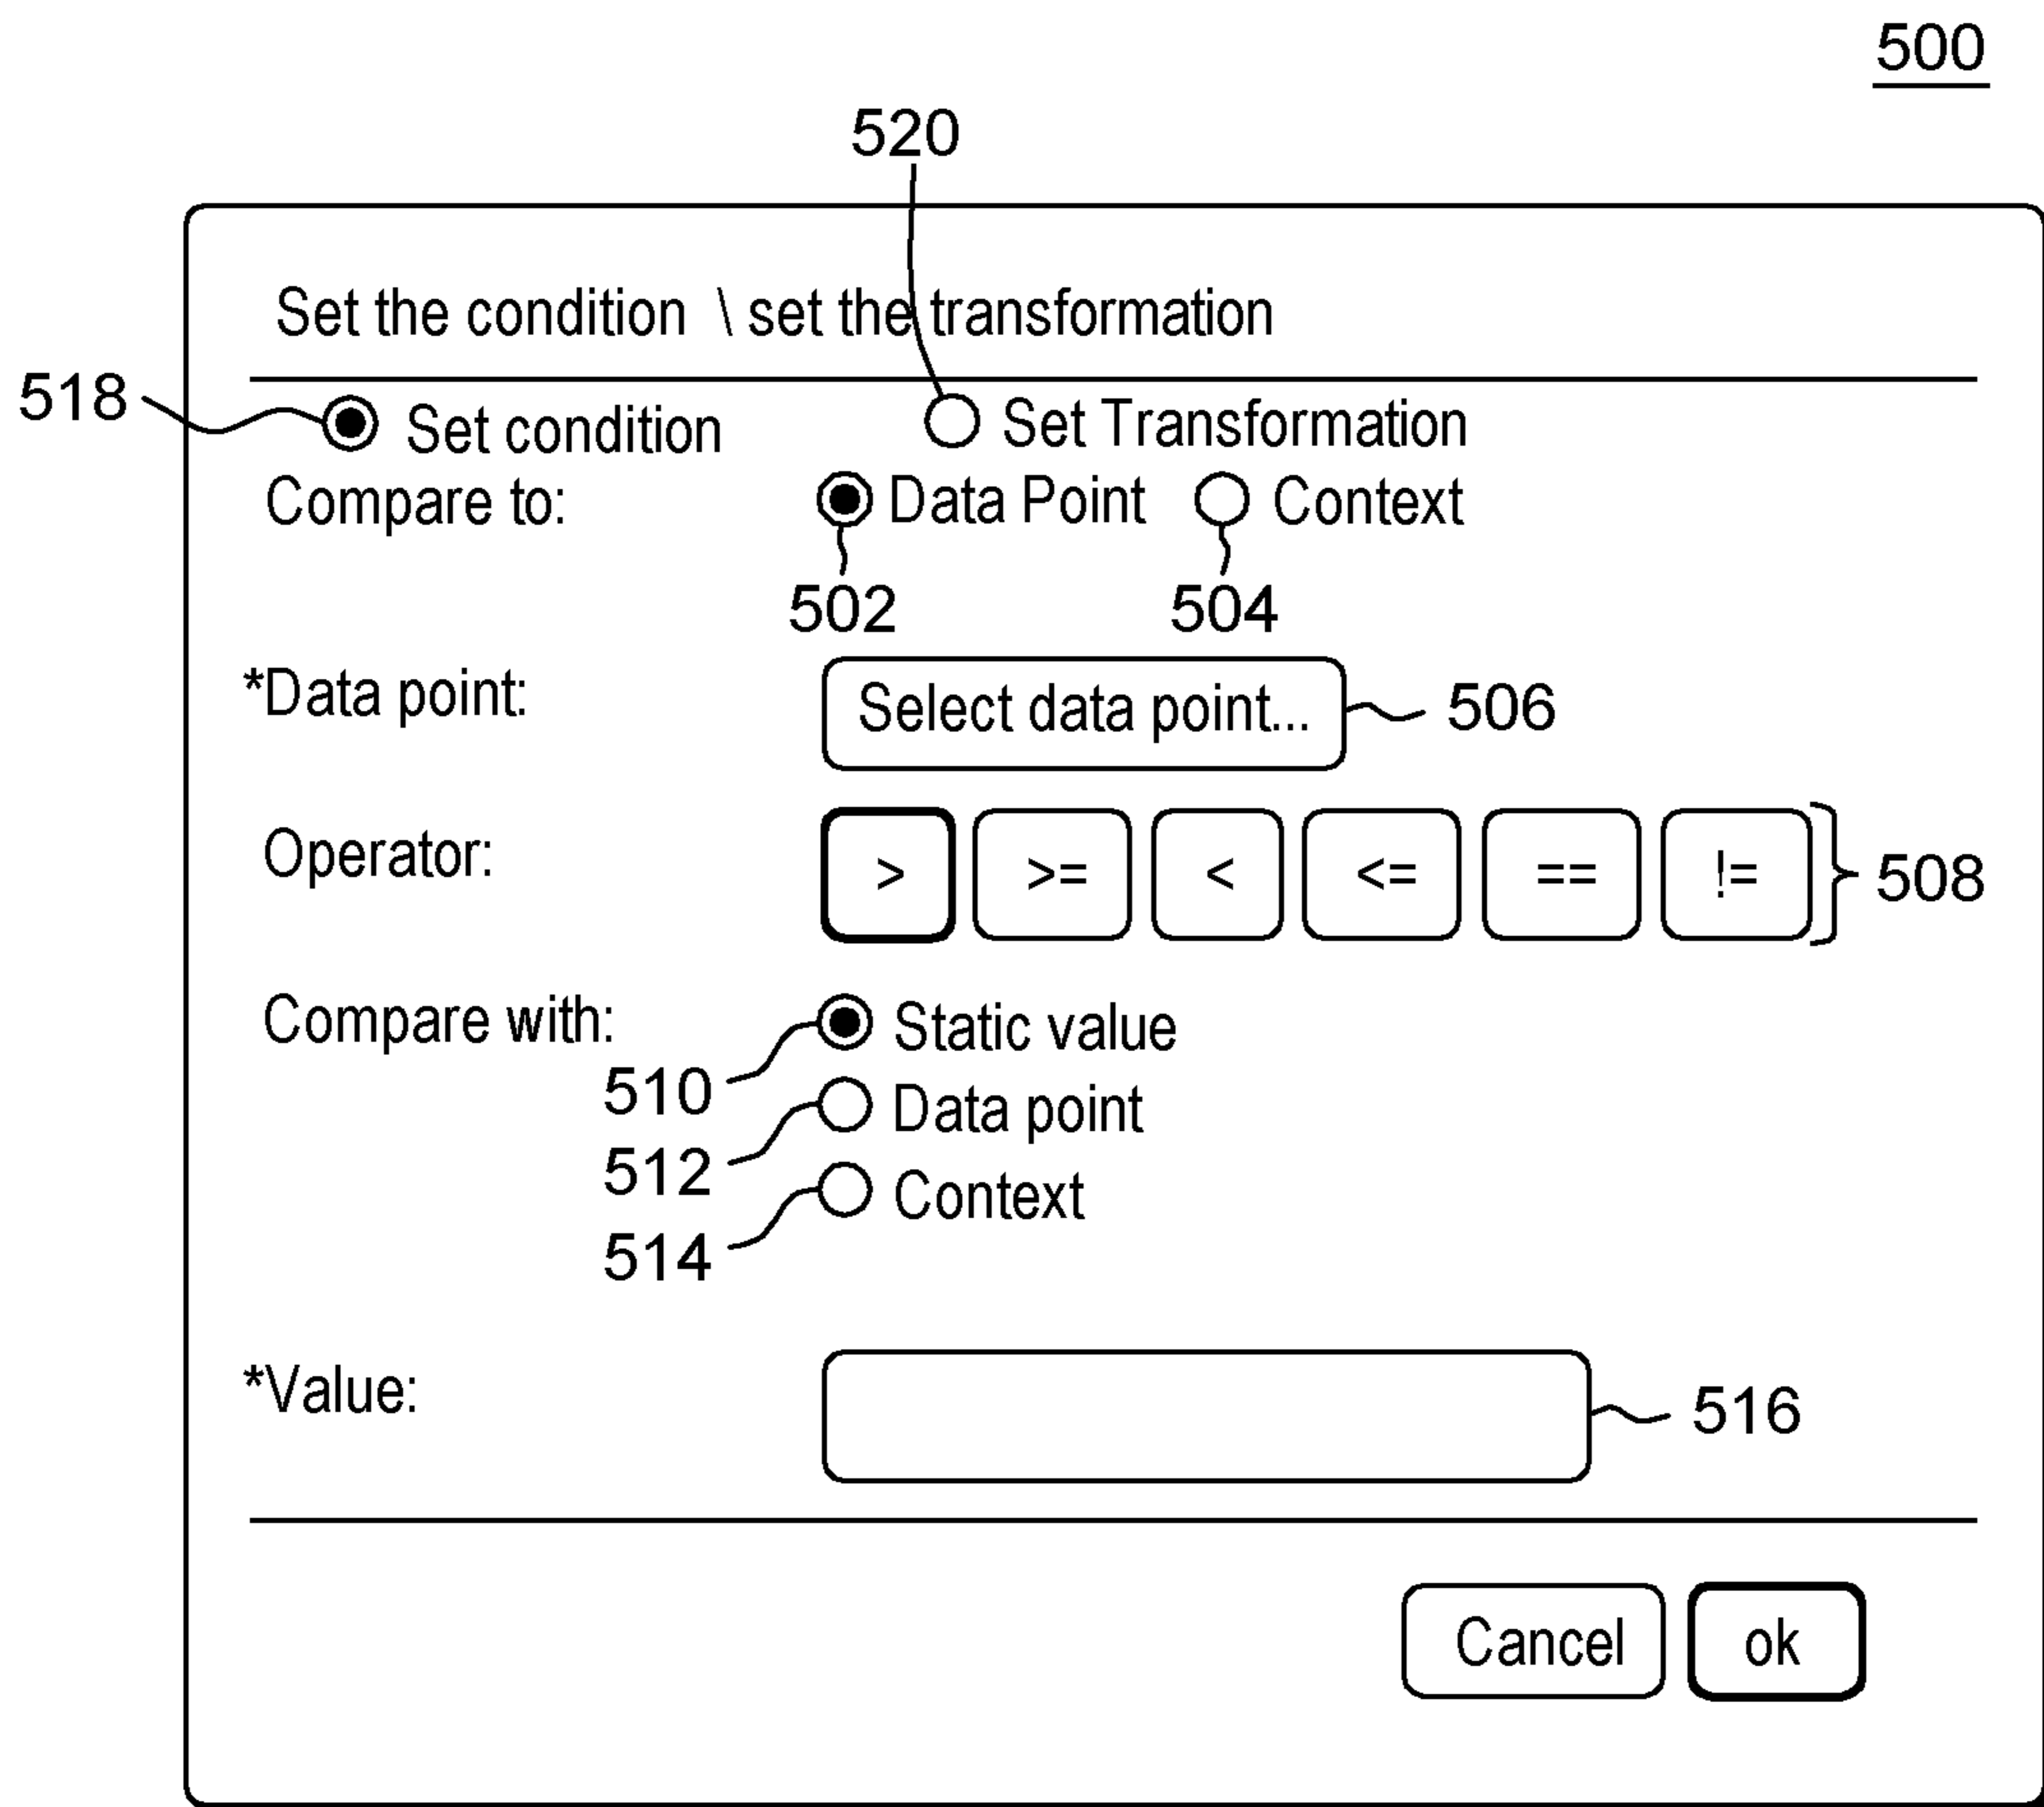 500
520
Set the condition \ set the transformation
518 Set condition Set Transformation
Compare to: Data Point Context
502 504
*Data point: Select data point... 506
Operator: > >= < <= == != 508
Compare with: Static value
510
Data point
512
Context
514
*Value: 516
Cancel ok